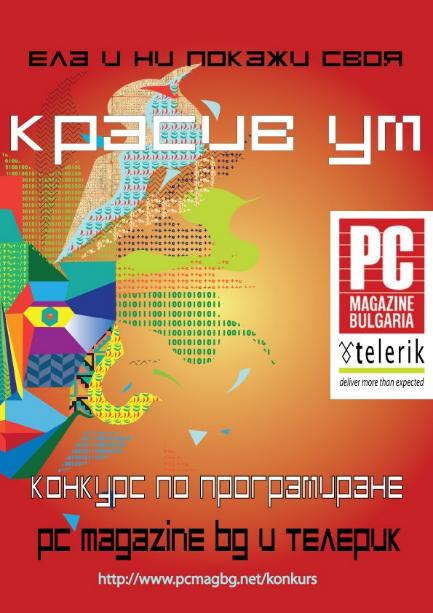 ЕЛА И НИ ПОКАЖИ СВОЯ
красив ум
PC
MAGAZINE
BULGARIA
telerik
deliver more than expected
конкурс по програмиране
pc magazine bg и телерик
http://www.pcmagbg.net/konkurs